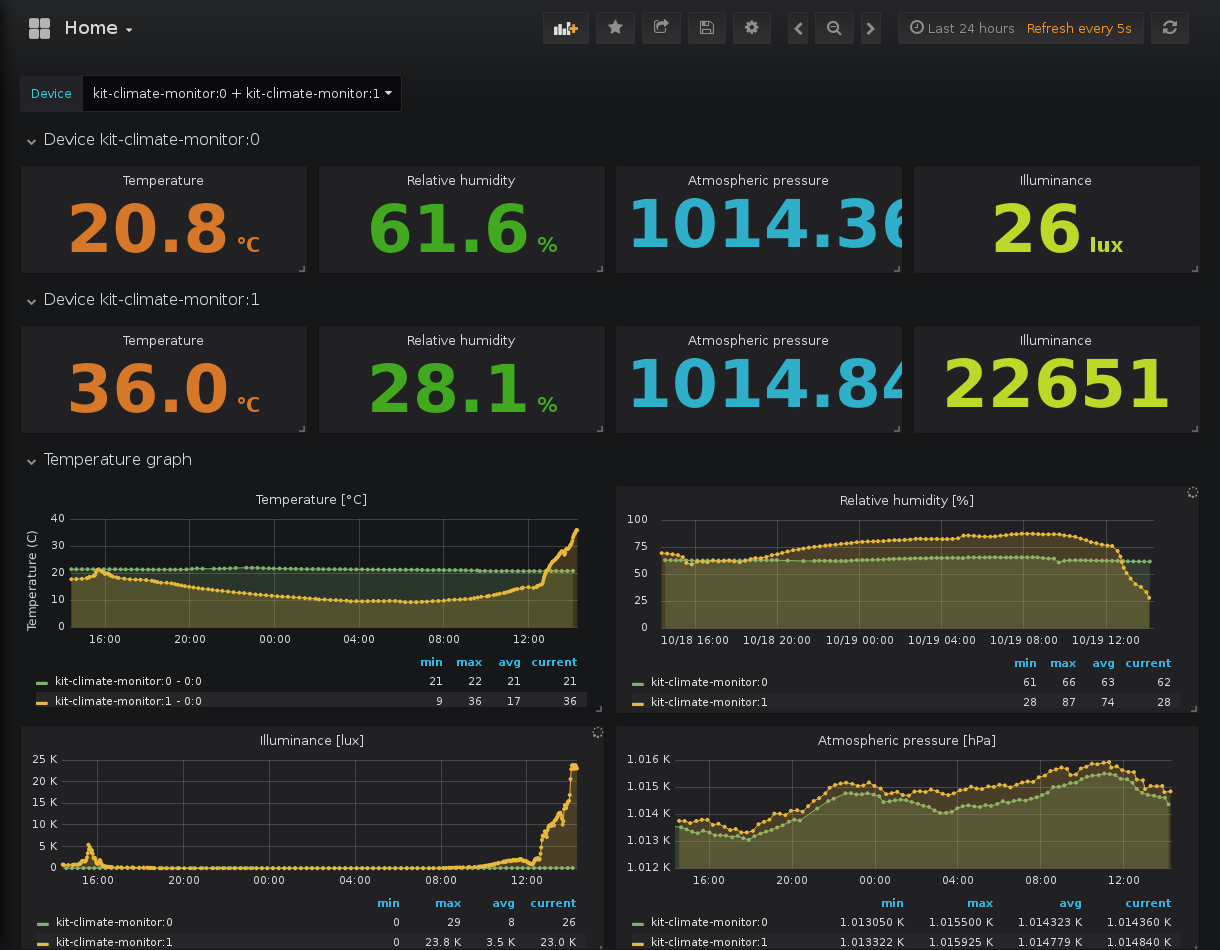 Home
Last 24 hours Refresh every 5s
Device kit-climate-monitor:0 + kit-climate-monitor:1
Device kit-climate-monitor:0
Temperature Relative humidity Atmospheric pressure Illuminance
20.8 °C 61.6 % 1014.36 26 lux
Device kit-climate-monitor:1
Temperature Relative humidity Atmospheric pressure Illuminance
36.0 °C 28.1 % 1014.84 22651
Temperature graph
Temperature [°C]
Temperature (C)
40
30
20
10
0
16:00 20:00 00:00 04:00 08:00 12:00
min max avg current
kit-climate-monitor:0 - 0:0 21 22 21 21
kit-climate-monitor:1 - 0:0 9 36 17 36
Relative humidity [%]
100
75
50
25
0
10/18 16:00 10/18 20:00 10/19 00:00 10/19 04:00 10/19 08:00 10/19 12:00
min max avg current
kit-climate-monitor:0 61 66 63 62
kit-climate-monitor:1 28 87 74 28
Illuminance [lux]
25 K
20 K
15 K
10 K
5 K
0
16:00 20:00 00:00 04:00 08:00 12:00
min max avg current
kit-climate-monitor:0 0 29 8 26
kit-climate-monitor:1 0 23.8 K 3.5 K 23.0 K
Atmospheric pressure [hPa]
1.016 K
1.015 K
1.014 K
1.013 K
1.012 K
16:00 20:00 00:00 04:00 08:00 12:00
min max avg current
kit-climate-monitor:0 1.013050 K 1.015500 K 1.014323 K 1.014360 K
kit-climate-monitor:1 1.013322 K 1.015925 K 1.014779 K 1.014840 K